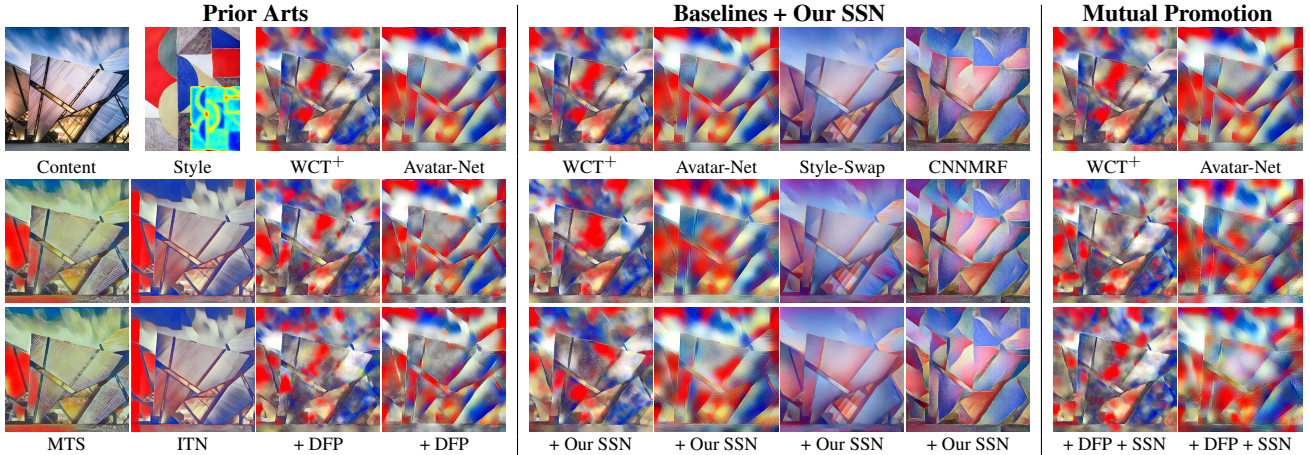 Prior Arts Baselines + Our SSN Mutual Promotion
Content Style WCT+ Avatar-Net WCT+ Avatar-Net Style-Swap CNNMRF WCT+ Avatar-Net
MTS ITN + DFP + DFP + Our SSN + Our SSN + Our SSN + Our SSN + DFP + SSN + DFP + SSN